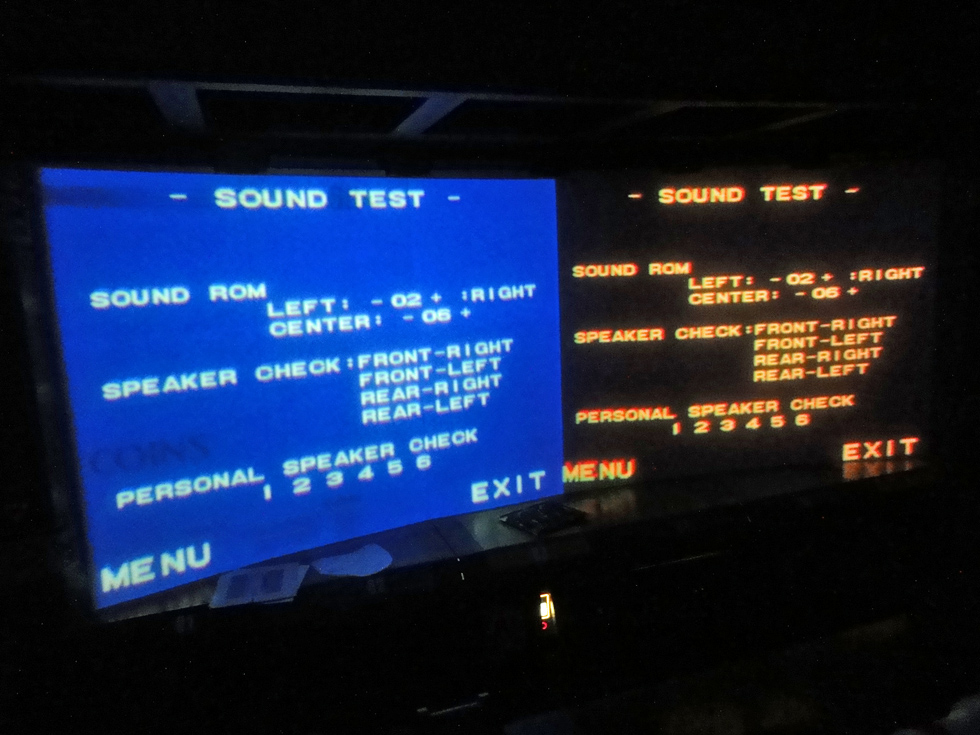 - SOUND TEST -
SOUND ROM
LEFT: - 02 + :RIGHT
CENTER: - 06 +
SPEAKER CHECK:FRONT-RIGHT
FRONT-LEFT
REAR-RIGHT
REAR-LEFT
COINS
PERSONAL SPEAKER CHECK
1 2 3 4 5 6
EXIT
MENU
- SOUND TEST -
SOUND ROM
LEFT: - 02 + :RIGHT
CENTER: - 06 +
SPEAKER CHECK:FRONT-RIGHT
FRONT-LEFT
REAR-RIGHT
REAR-LEFT
PERSONAL SPEAKER CHECK
1 2 3 4 5 6
EXIT
MENU